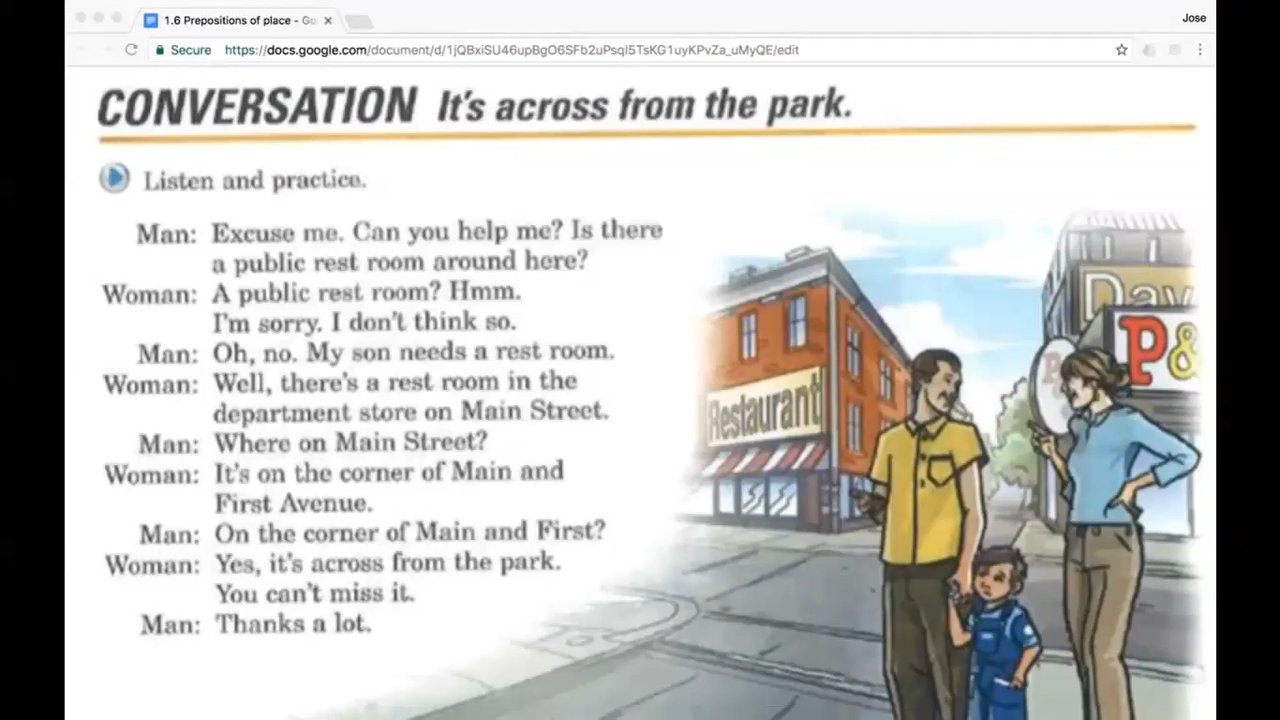 Jose
1.6 Prepositions of place - Go
Secure https://docs.google.com/document/d/1jQBxiSU46upBgO6SFb2uPsqI5TsKG1uyKPvZa_uMyQE/edit
CONVERSATION It's across from the park.
Listen and practice.
Man: Excuse me. Can you help me? Is there
a public rest room around here?
Woman: A public rest room? Hmm.
I'm sorry. I don't think so.
Man: Oh, no. My son needs a rest room.
Woman: Well, there's a rest room in the
department store on Main Street.
Man: Where on Main Street?
Woman: It's on the corner of Main and
First Avenue.
Man: On the corner of Main and First?
Woman: Yes, it's across from the park.
You can't miss it.
Man: Thanks a lot.
Restaurant
Dav
P&
P